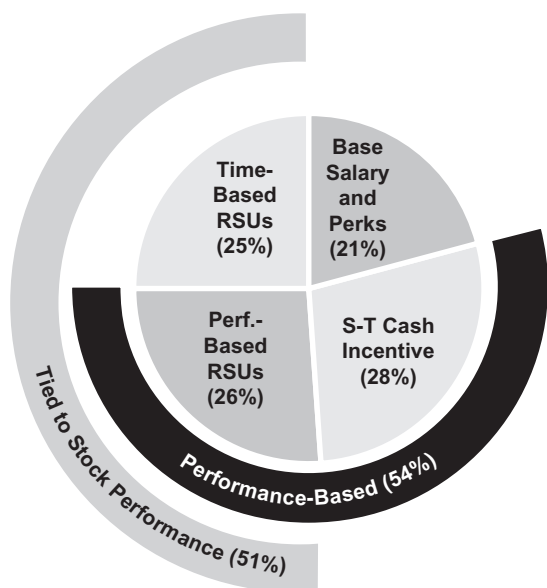 Time-
Based
RSUs
(25%)
Base
Salary
and
Perks
(21%)
Perf.-
Based
RSUs
(26%)
S-T Cash
Incentive
(28%)
Performance-Based (54%)
Tied to Stock Performance (51%)